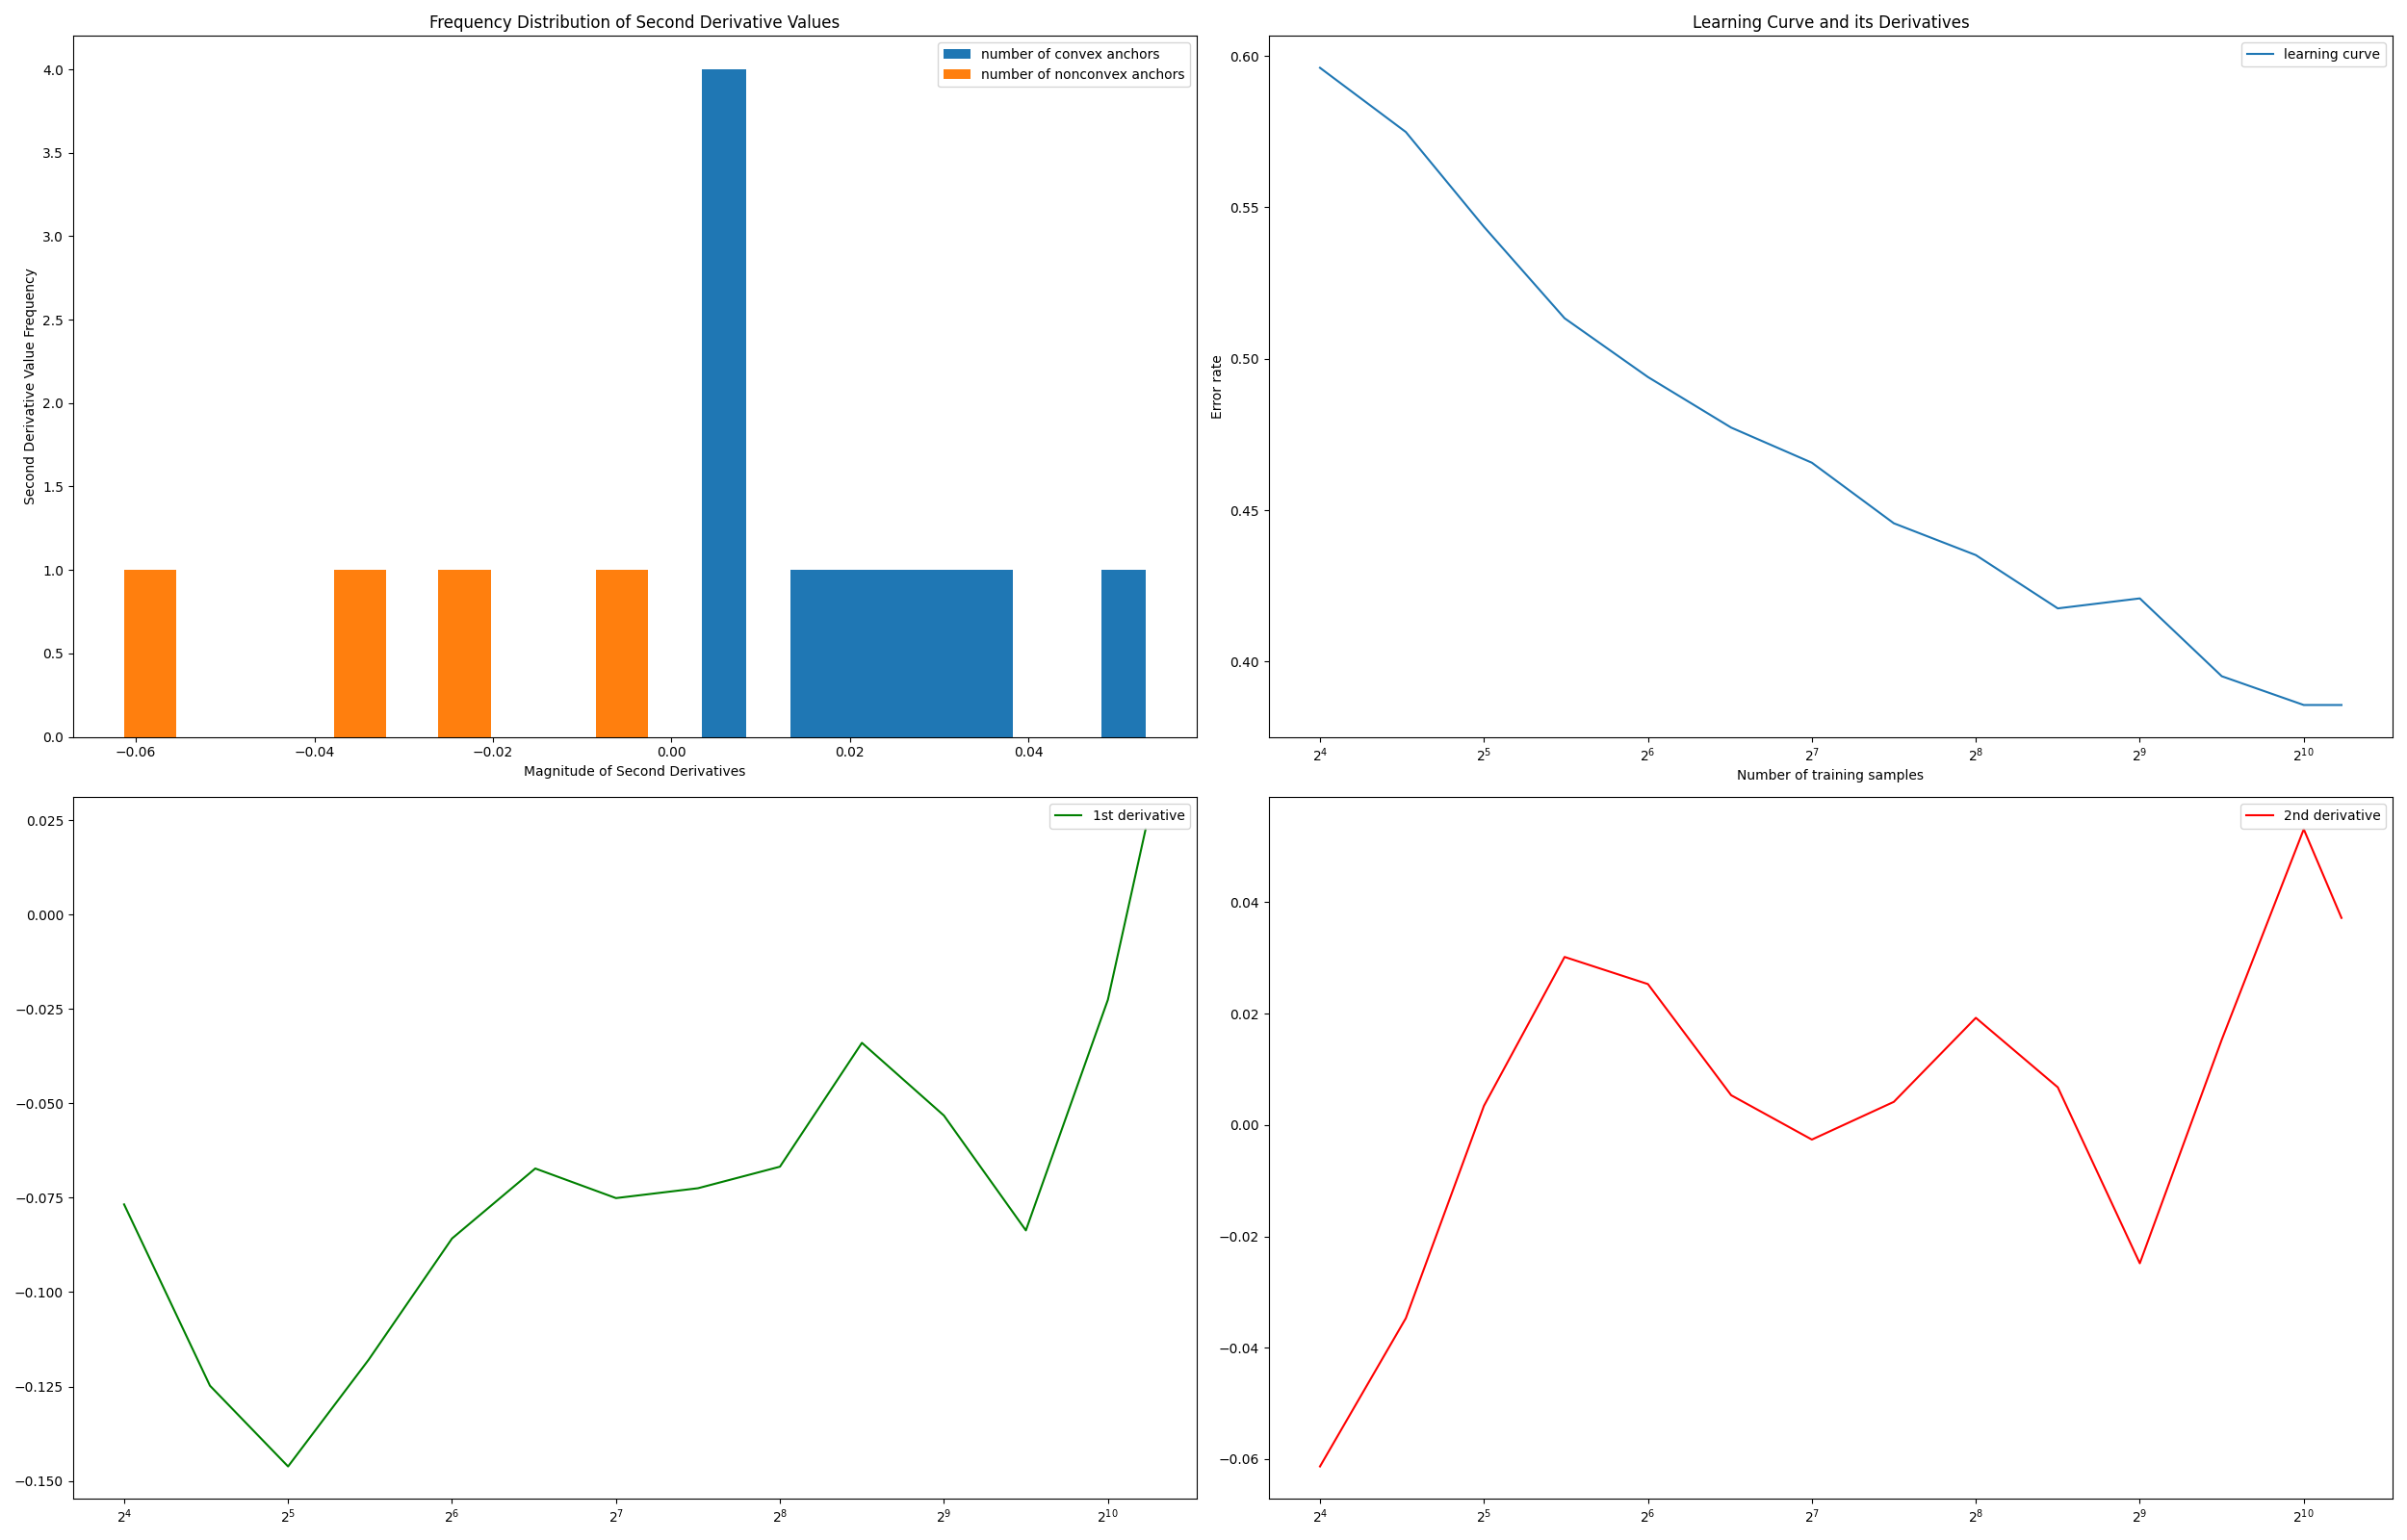 Frequency Distribution of Second Derivative Values
number of convex anchors
number of nonconvex anchors
Second Derivative Value Frequency
4.0
3.5
3.0
2.5
2.0
1.5
1.0
0.5
0.0
−0.06 −0.04 −0.02 0.00 0.02 0.04
Magnitude of Second Derivatives
Learning Curve and its Derivatives
learning curve
Error rate
0.60
0.55
0.50
0.45
0.40
2⁴ 2⁵ 2⁶ 2⁷ 2⁸ 2⁹ 2¹⁰
Number of training samples
1st derivative
0.025
0.000
−0.025
−0.050
−0.075
−0.100
−0.125
−0.150
2⁴ 2⁵ 2⁶ 2⁷ 2⁸ 2⁹ 2¹⁰
2nd derivative
0.04
0.02
0.00
−0.02
−0.04
−0.06
2⁴ 2⁵ 2⁶ 2⁷ 2⁸ 2⁹ 2¹⁰